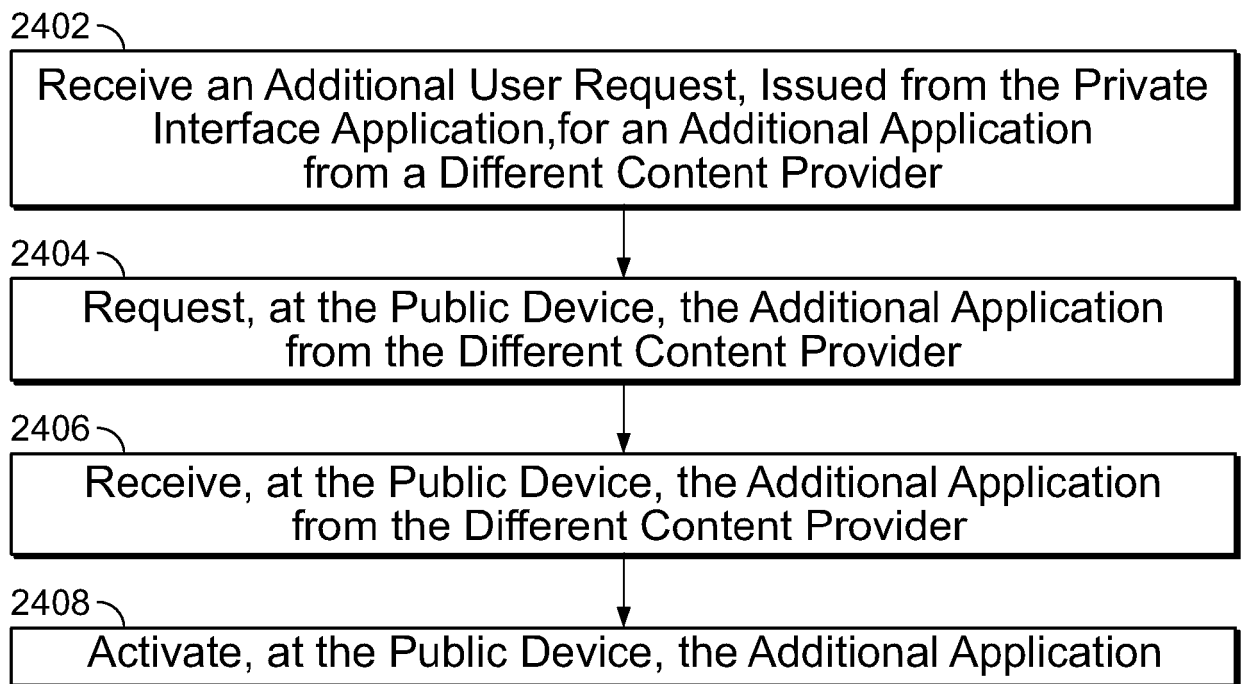 2402
Receive an Additional User Request, Issued from the Private
Interface Application,for an Additional Application
from a Different Content Provider
2404
Request, at the Public Device, the Additional Application
from the Different Content Provider
2406
Receive, at the Public Device, the Additional Application
from the Different Content Provider
2408
Activate, at the Public Device, the Additional Application